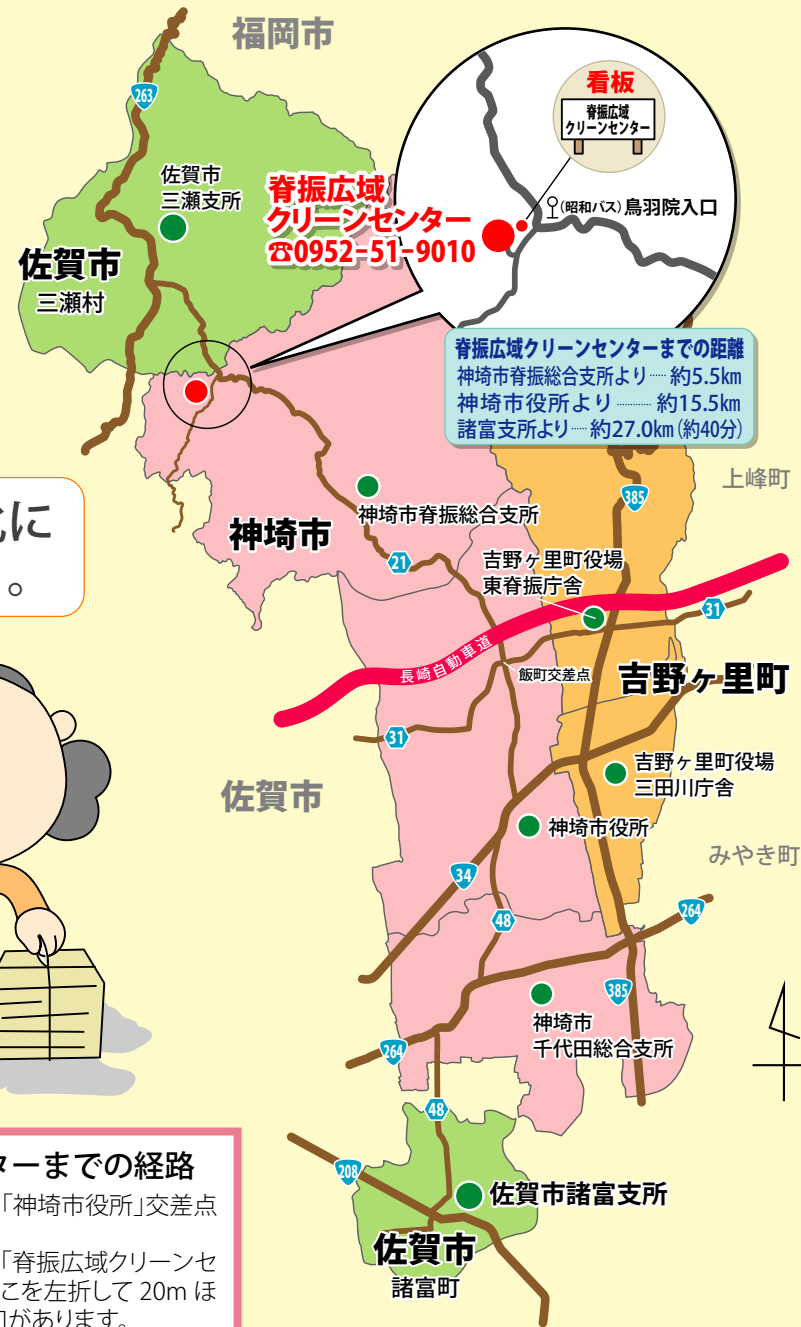 福岡市
263
佐賀市
三瀬支所
佐賀市
三瀬村
脊振広域
クリーンセンター
☎0952-51-9010
看板
脊振広域
クリーンセンター
(昭和バス)鳥羽院入口
脊振広域クリーンセンターまでの距離
神埼市脊振総合支所より……約5.5km
神埼市役所より………約15.5km
諸富支所より……約27.0km(約40分)
上峰町
385
神埼市脊振総合支所
神埼市
21
吉野ヶ里町役場
東脊振庁舎
31
長崎自動車道
飯町交差点
吉野ヶ里町
31
佐賀市
吉野ヶ里町役場
三田川庁舎
神埼市役所
みやき町
34
48
264
385
神埼市
千代田総合支所
264
48
208
佐賀市諸富支所
佐賀市
諸富町
に
。
ターまでの経路
「神埼市役所」交差点
「脊振広域クリーンセ
こを左折して 20m ほ
があります。